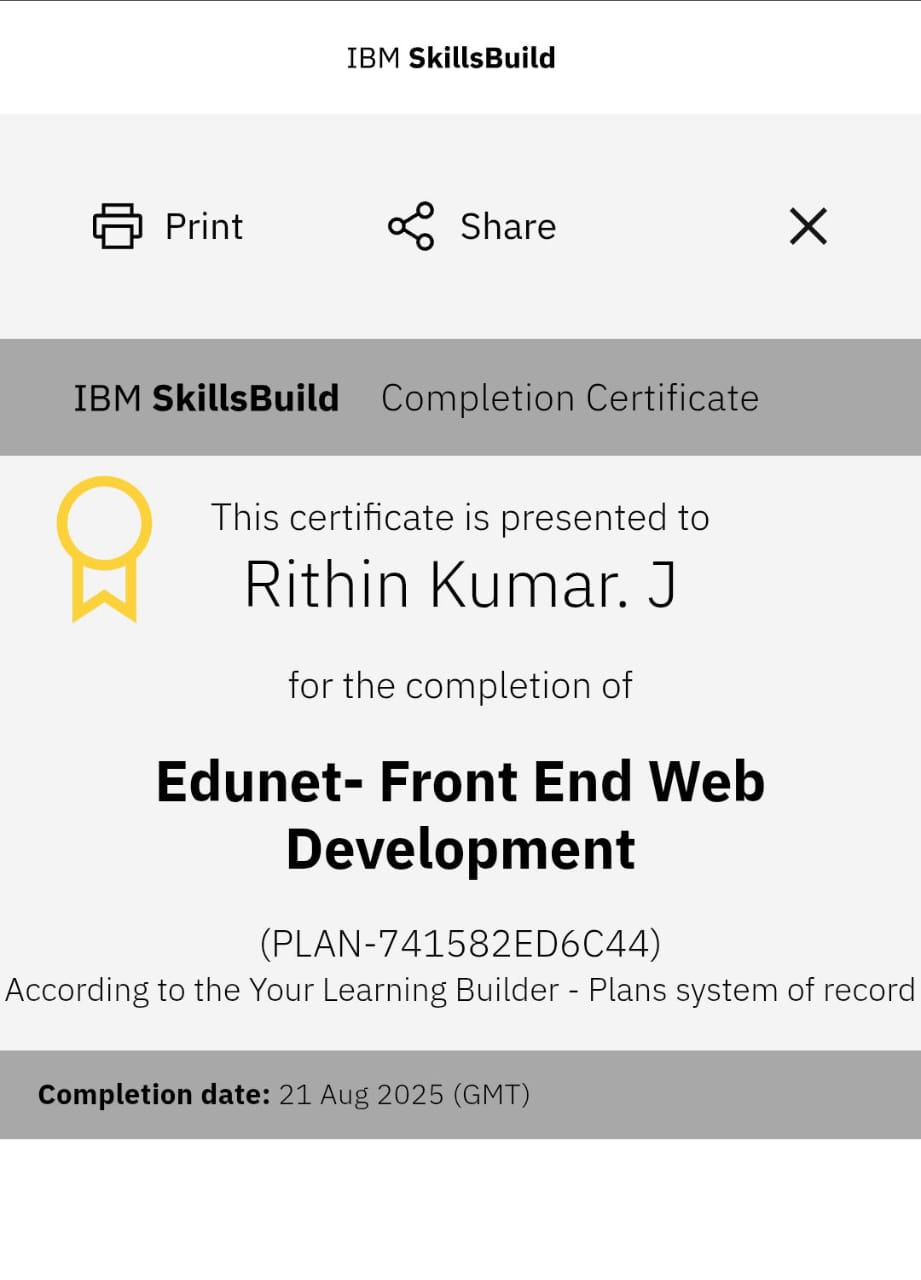 IBM SkillsBuild
Print
Share
IBM SkillsBuild Completion Certificate
This certificate is presented to
Rithin Kumar. J
for the completion of
Edunet- Front End Web
Development
(PLAN-741582ED6C44)
According to the Your Learning Builder - Plans system of record
Completion date: 21 Aug 2025 (GMT)